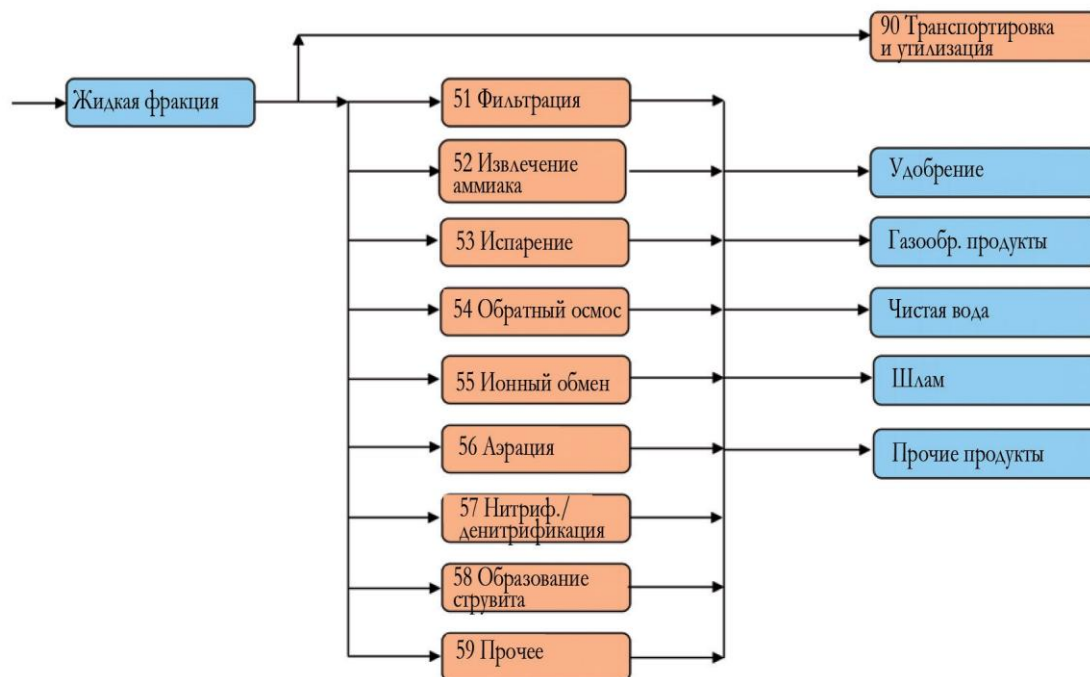 90 Транспортировка
и утилизация
Жидкая фракция
51 Фильтрация
52 Извлечение
аммиака
53 Испарение
54 Обратный осмос
55 Ионный обмен
56 Аэрация
57 Нитриф./
денитрификация
58 Образование
струвита
59 Прочее
Удобрение
Газообр. продукты
Чистая вода
Шлам
Прочие продукты